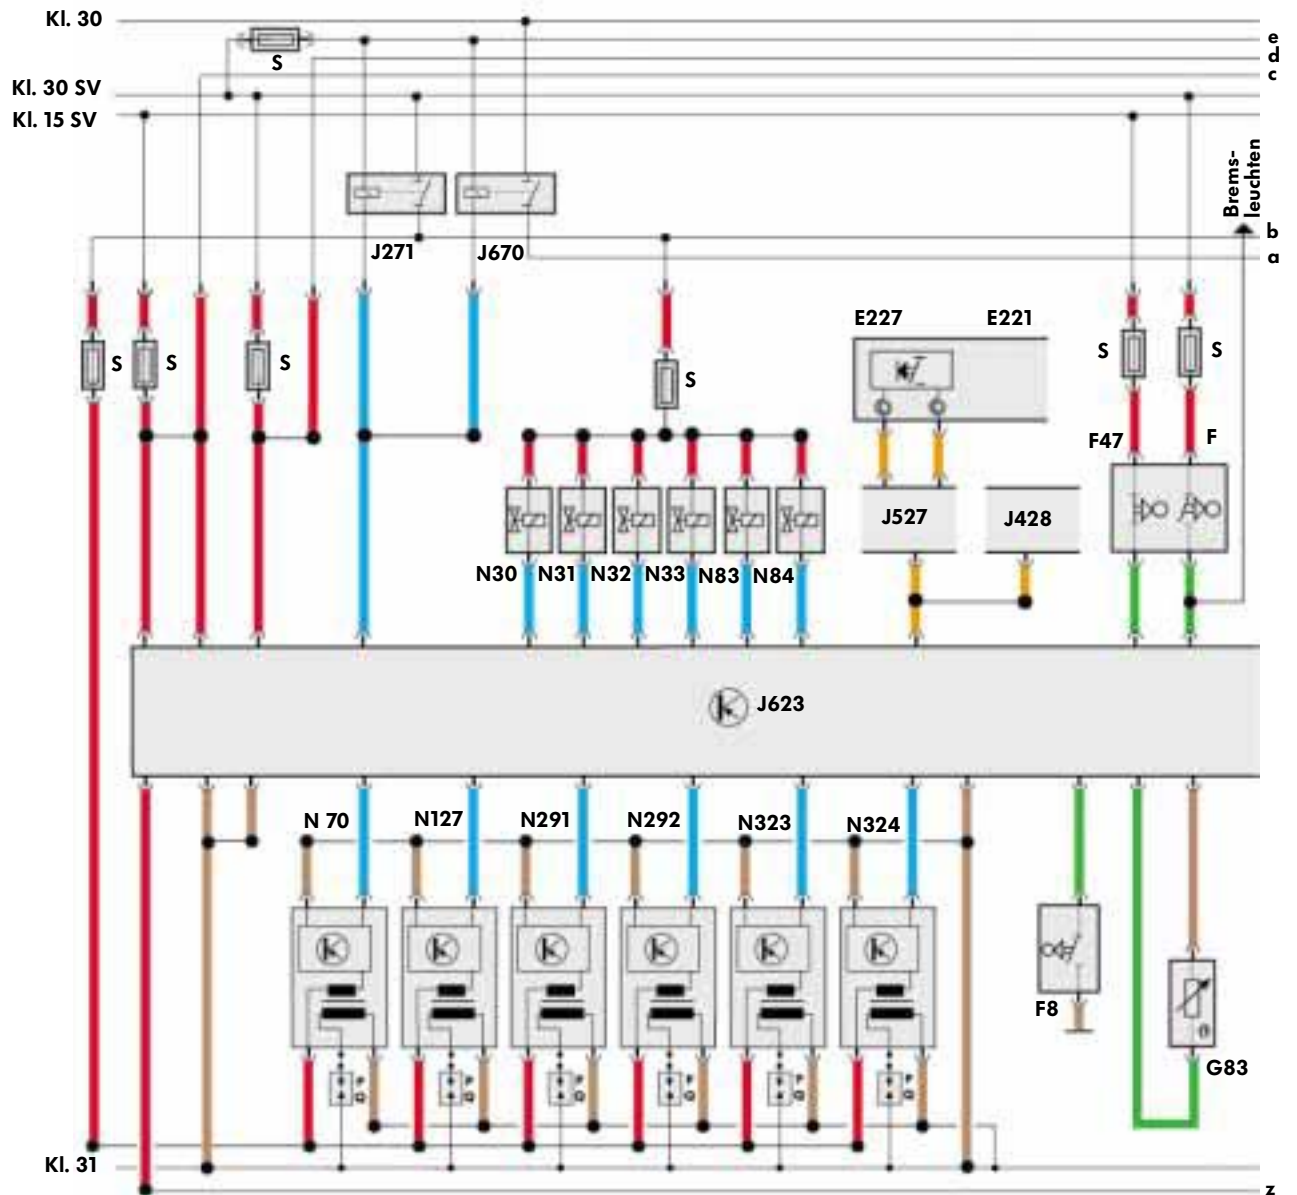 Kl. 30
e
S
d
c
Kl. 30 SV
Kl. 15 SV
Brems-
leuchten
b
J271
J670
a
E227
E221
S
S
S
S
S
S
F47
F
J527
J428
N30
N31
N32
N33
N83
N84
J623
N 70
N127
N291
N292
N323
N324
F8
G83
P
Q
P
Q
P
Q
P
Q
P
Q
P
Q
Kl. 31
z